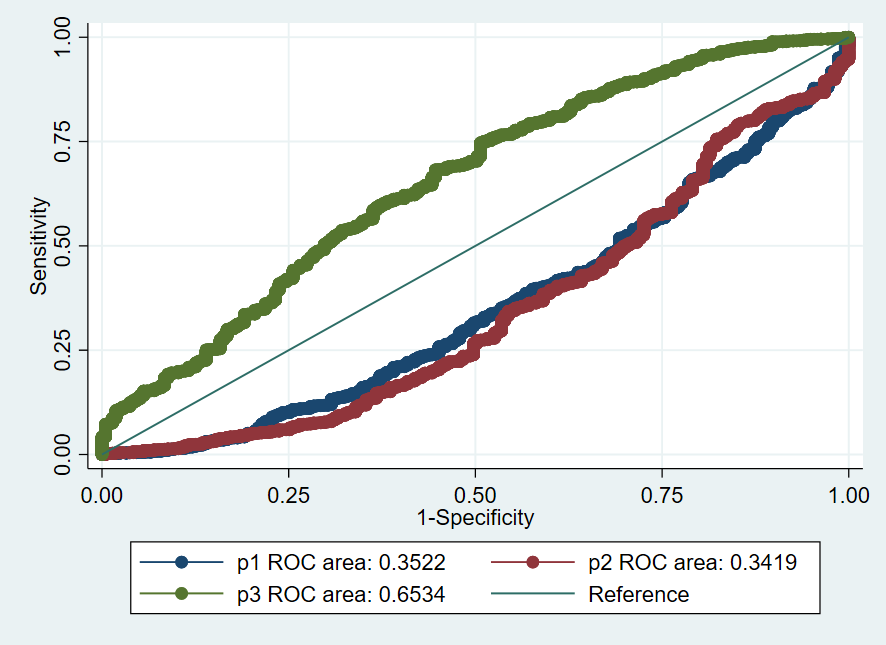 1.00
0.75
0.50
0.25
0.00
Sensitivity
0.00 0.25 0.50 0.75 1.00
1-Specificity
p1 ROC area: 0.3522 p2 ROC area: 0.3419
p3 ROC area: 0.6534 Reference